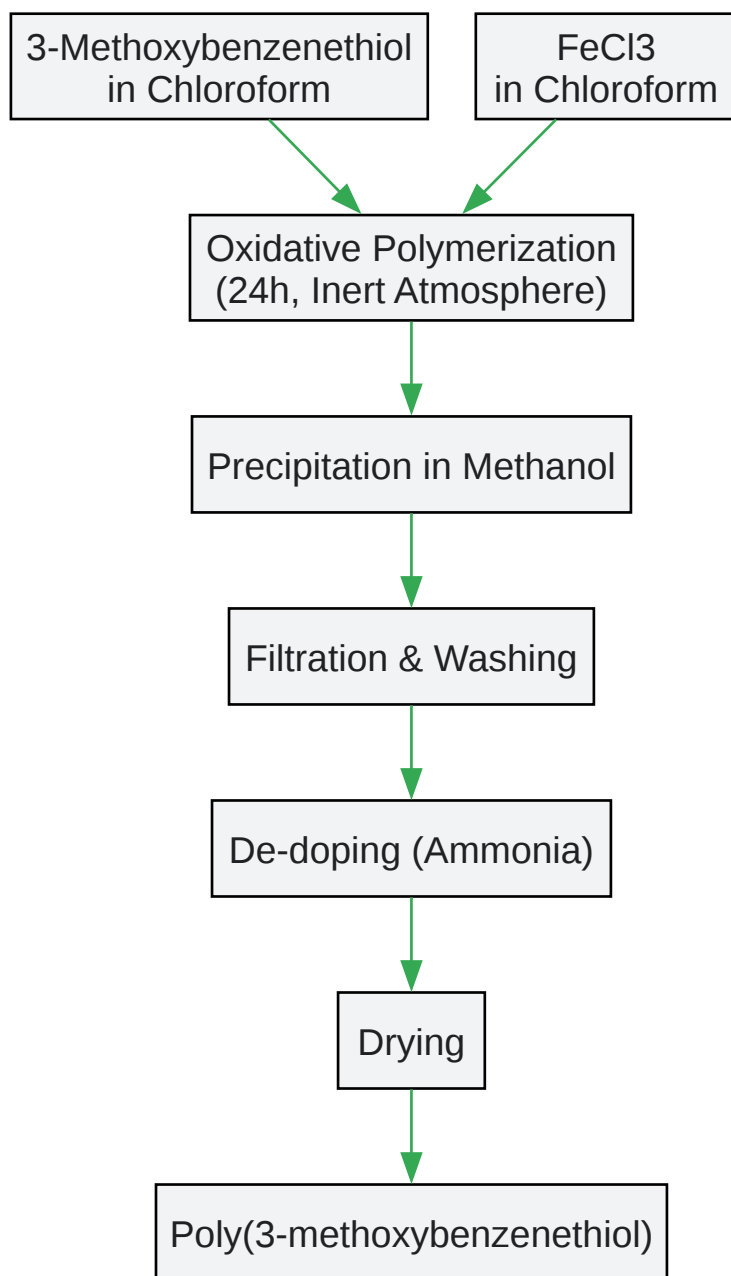 3-Methoxybenzenethiol
in Chloroform
FeCl3
in Chloroform
Oxidative Polymerization
(24h, Inert Atmosphere)
Precipitation in Methanol
Filtration & Washing
De-doping (Ammonia)
Drying
Poly(3-methoxybenzenethiol)